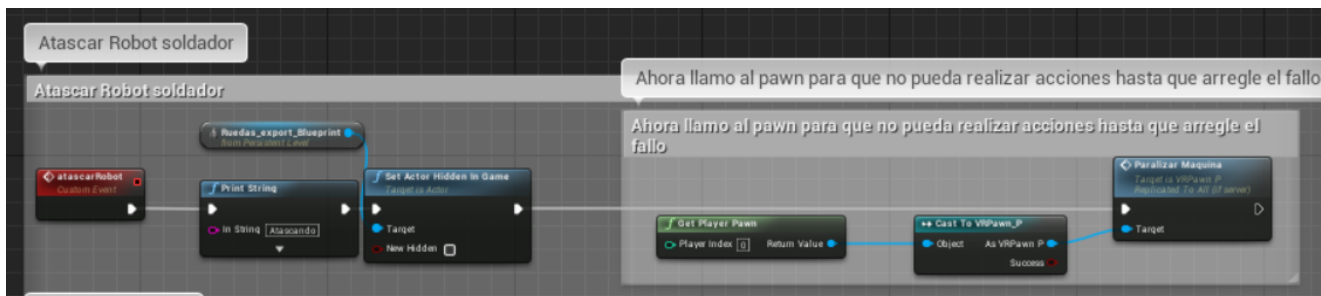 Atascar Robot soldador
Atascar Robot soldador
Ruedas_export_Blueprint
from Persistent Level
atascarRobot
Custom Event
Print String
In String Atascando
Set Actor Hidden In Game
Target is Actor
Target
New Hidden
Ahora llamo al pawn para que no pueda realizar acciones hasta que arregle el fallo
Ahora llamo al pawn para que no pueda realizar acciones hasta que arregle el
fallo
Get Player Pawn
Player Index 0 Return Value
Cast To VRPawn_P
Object As VRPawn P
Success
Paralizar Maquina
Target is VRPawn P
Replicated To All (if server)
Target